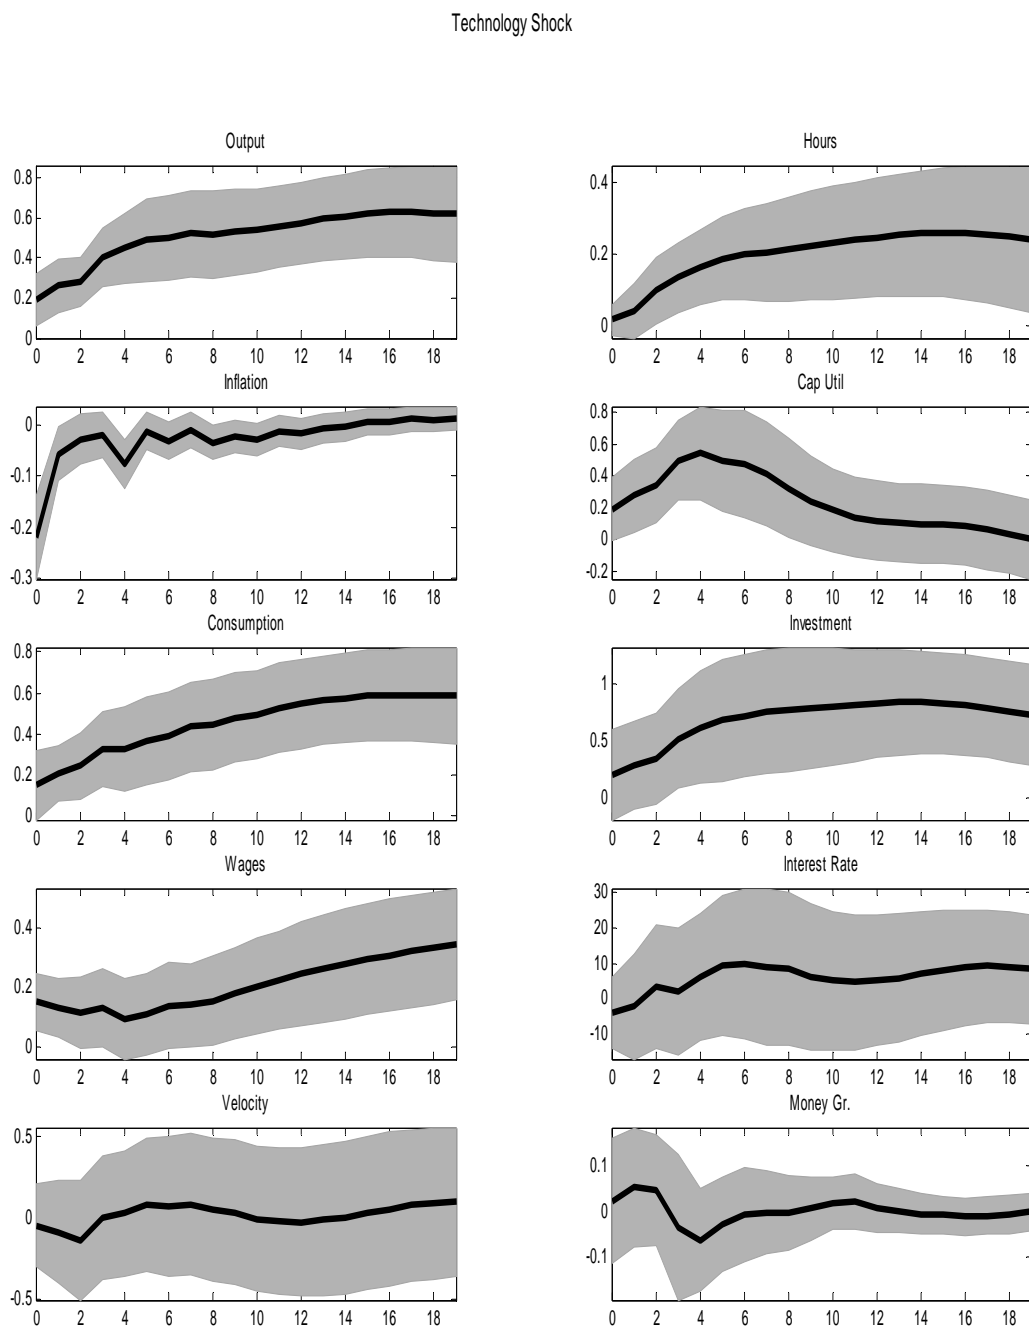 Technology Shock
Output
0.8
0.6
0.4
0.2
0
0 2 4 6 8 10 12 14 16 18
Hours
0.4
0.2
0
0 2 4 6 8 10 12 14 16 18
Inflation
0
-0.1
-0.2
-0.3
0 2 4 6 8 10 12 14 16 18
Cap Util
0.8
0.6
0.4
0.2
0
-0.2
0 2 4 6 8 10 12 14 16 18
Consumption
0.8
0.6
0.4
0.2
0
0 2 4 6 8 10 12 14 16 18
Investment
1
0.5
0
0 2 4 6 8 10 12 14 16 18
Wages
0.4
0.2
0
0 2 4 6 8 10 12 14 16 18
Interest Rate
30
20
10
0
-10
0 2 4 6 8 10 12 14 16 18
Velocity
0.5
0
-0.5
0 2 4 6 8 10 12 14 16 18
Money Gr.
0.1
0
-0.1
0 2 4 6 8 10 12 14 16 18